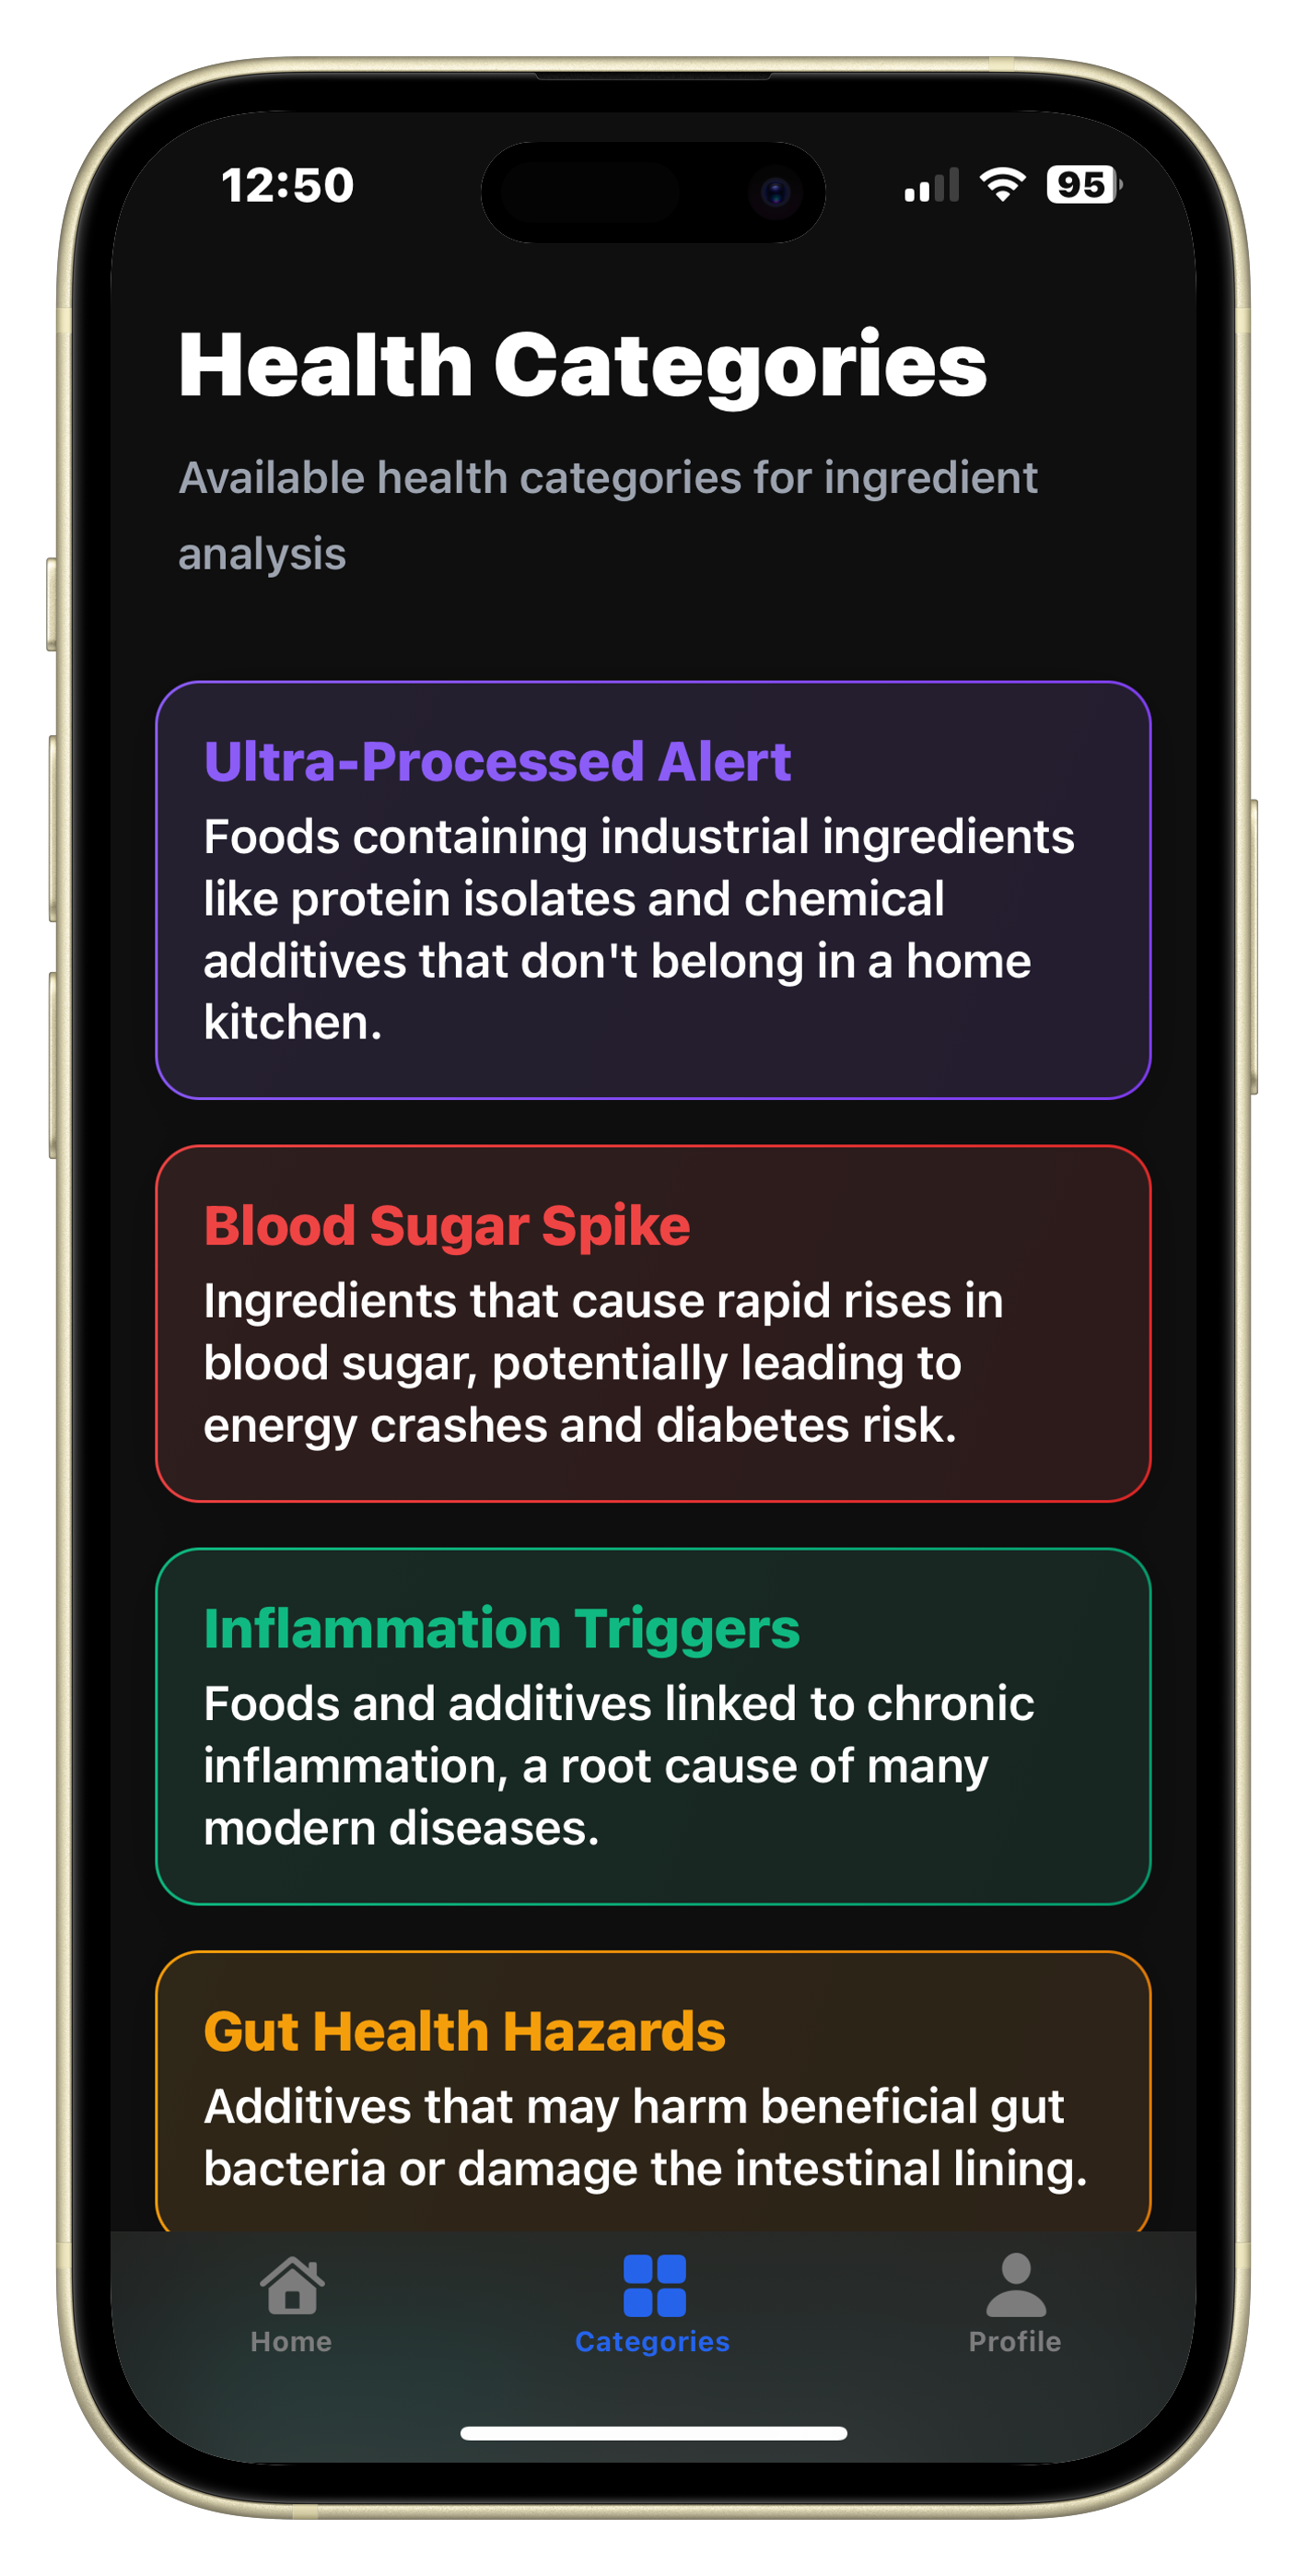 12:50
95
Health Categories
Available health categories for ingredient
analysis
Ultra-Processed Alert
Foods containing industrial ingredients
like protein isolates and chemical
additives that don't belong in a home
kitchen.
Blood Sugar Spike
Ingredients that cause rapid rises in
blood sugar, potentially leading to
energy crashes and diabetes risk.
Inflammation Triggers
Foods and additives linked to chronic
inflammation, a root cause of many
modern diseases.
Gut Health Hazards
Additives that may harm beneficial gut
bacteria or damage the intestinal lining.
Home
Categories
Profile